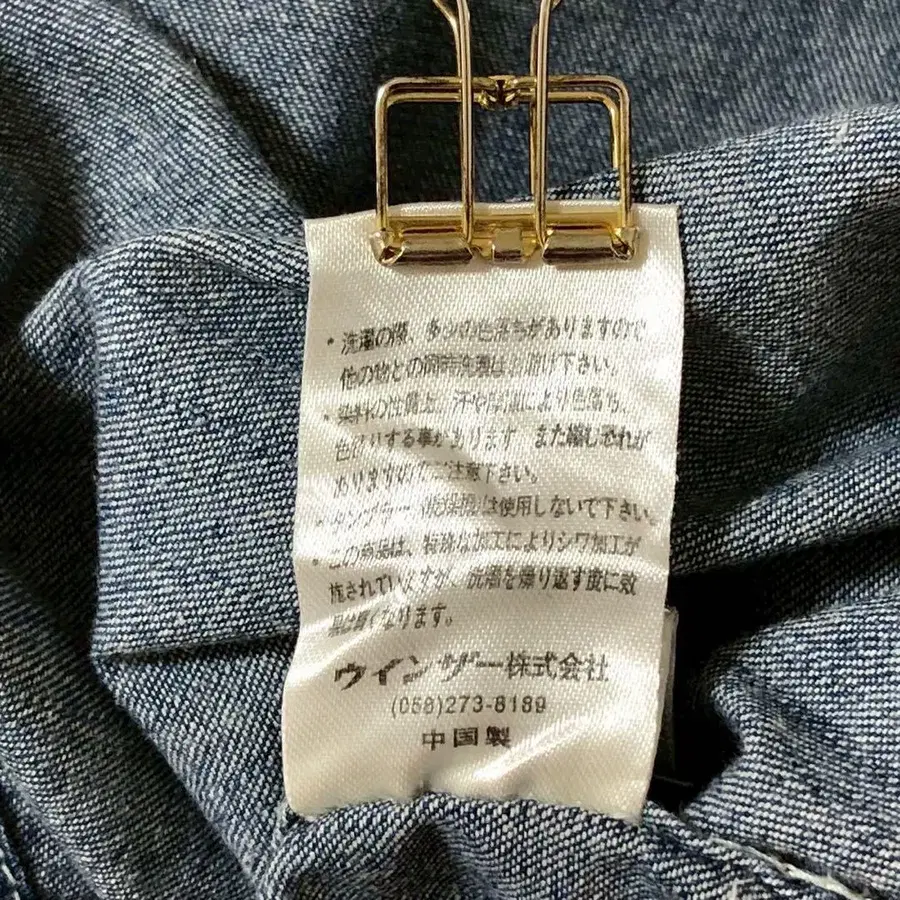 ・洗濯の際、多少の色落ちがありますので
他の物との同時洗濯はお避け下さい。
・染料の性質上、汗や摩擦により色落ち、
色移りする事があります。また縮む恐れが
ありますのでご注意下さい。
・タンブラー（乾燥機）は使用しないで下さい。
・この商品は、特殊な加工によりシワ加工が
施されていますが、洗濯を繰り返す度に効
果は薄くなります。
ウインザー株式会社
(058)273-8189
中国製